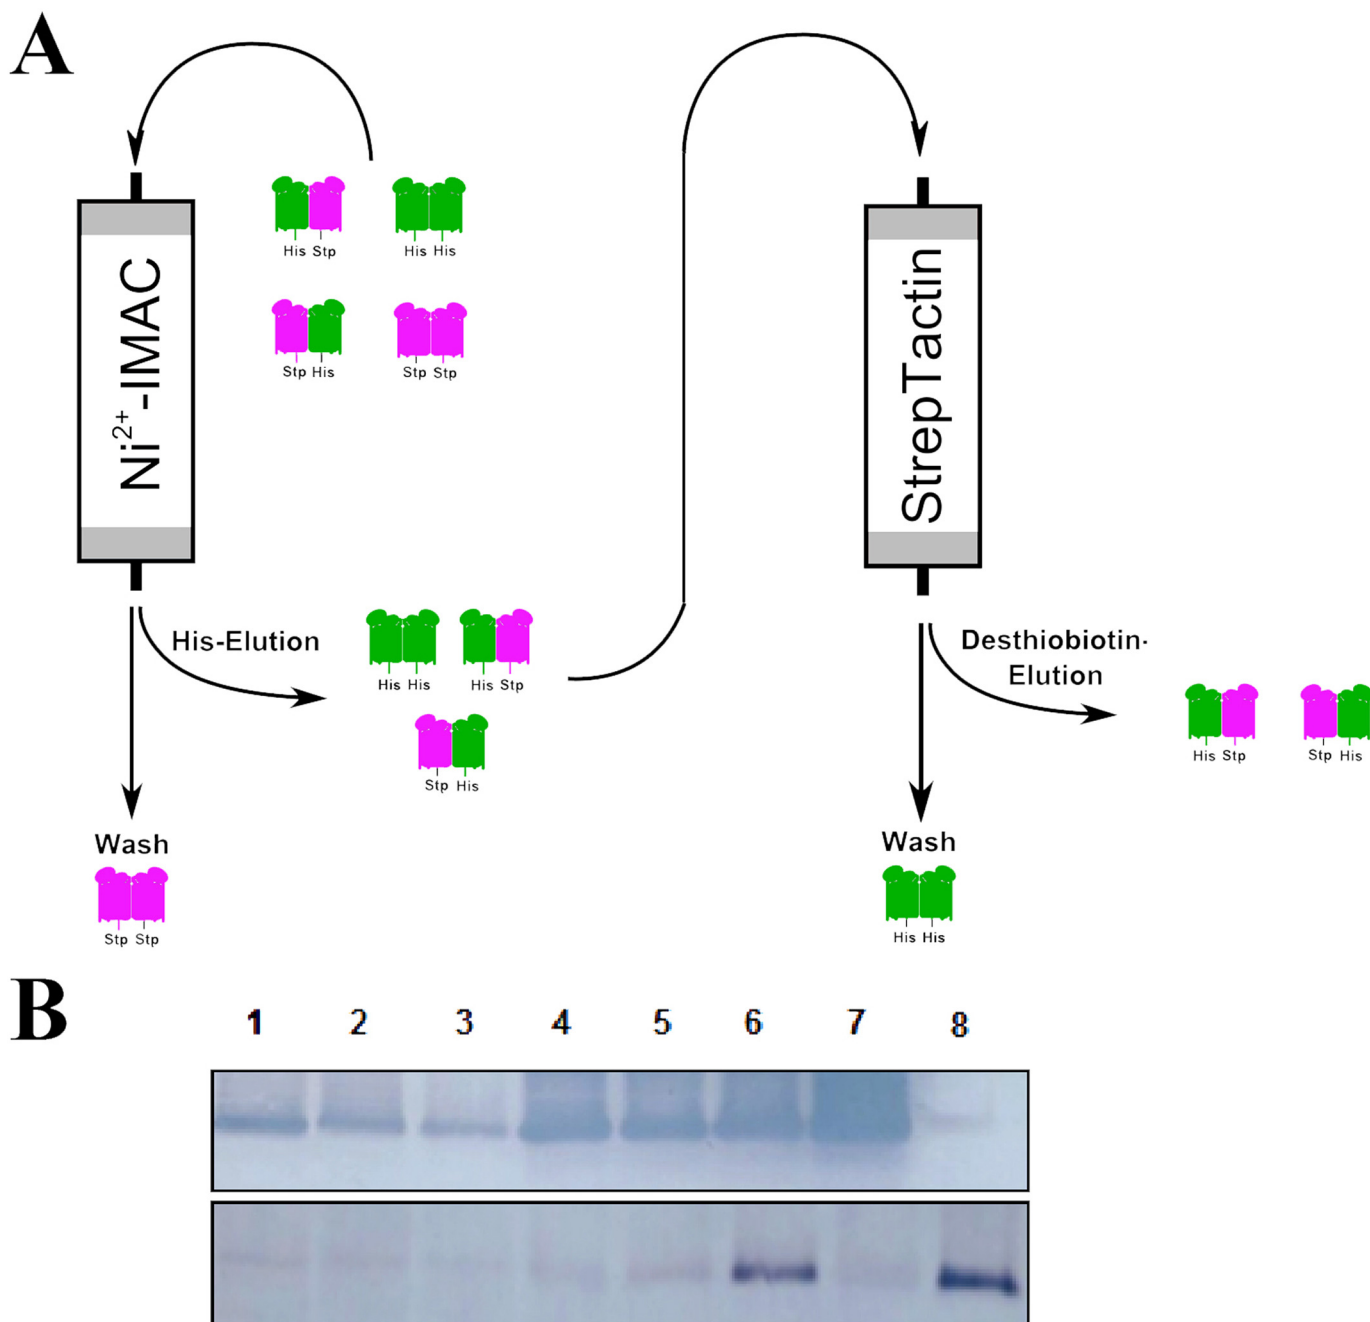 A
His Stp
His His
Stp His
Stp Stp
Ni2+-IMAC
StrepTactin
His-Elution
His His
His Stp
Stp His
Desthiobiotin-
Elution
His Stp
Stp His
Wash
Stp Stp
Wash
His His
B
1 2 3 4 5 6 7 8